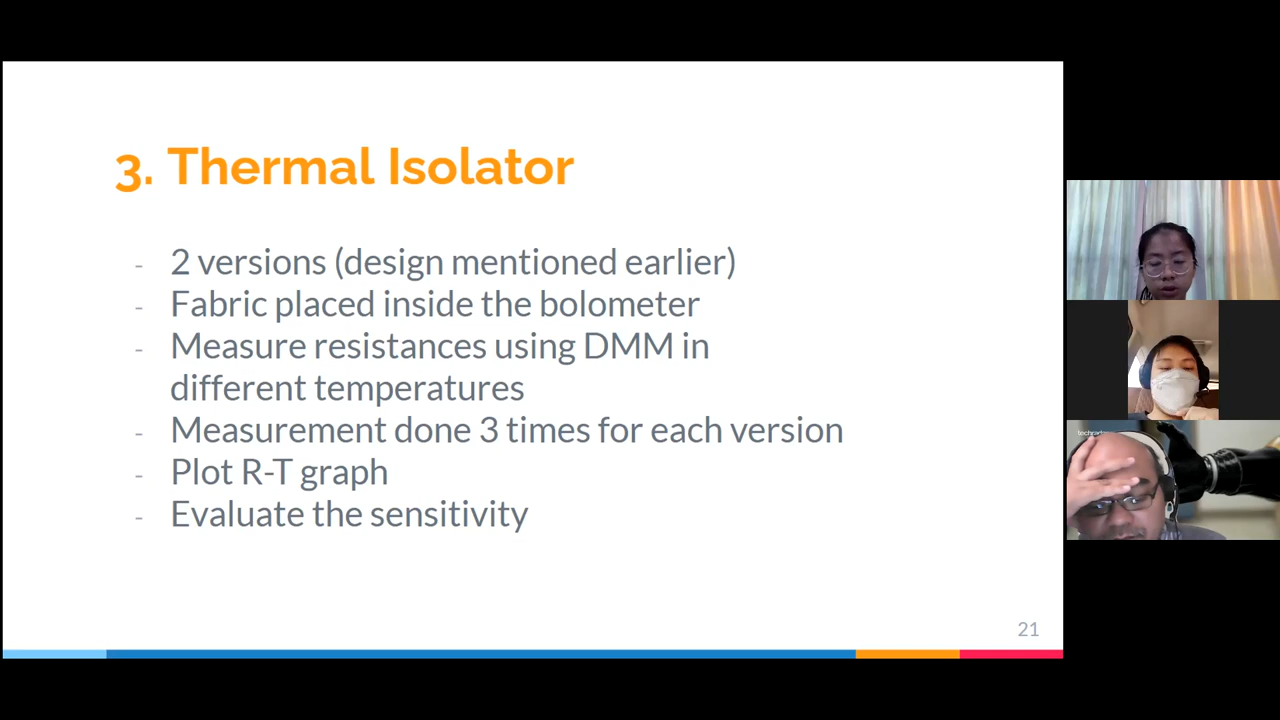 3. Thermal Isolator
- 2 versions (design mentioned earlier)
- Fabric placed inside the bolometer
- Measure resistances using DMM in
different temperatures
- Measurement done 3 times for each version
- Plot R-T graph
- Evaluate the sensitivity
21